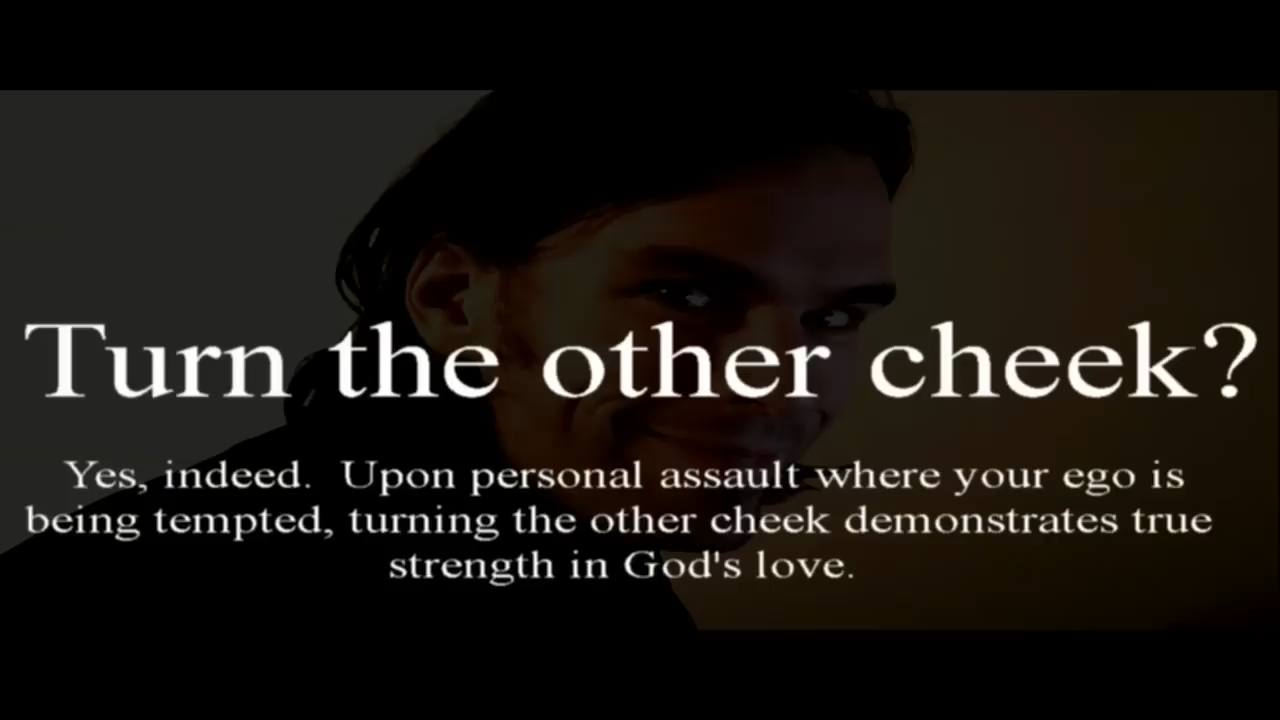 Turn the other cheek?
Yes, indeed.  Upon personal assault where your ego is
being tempted, turning the other cheek demonstrates true
strength in God's love.